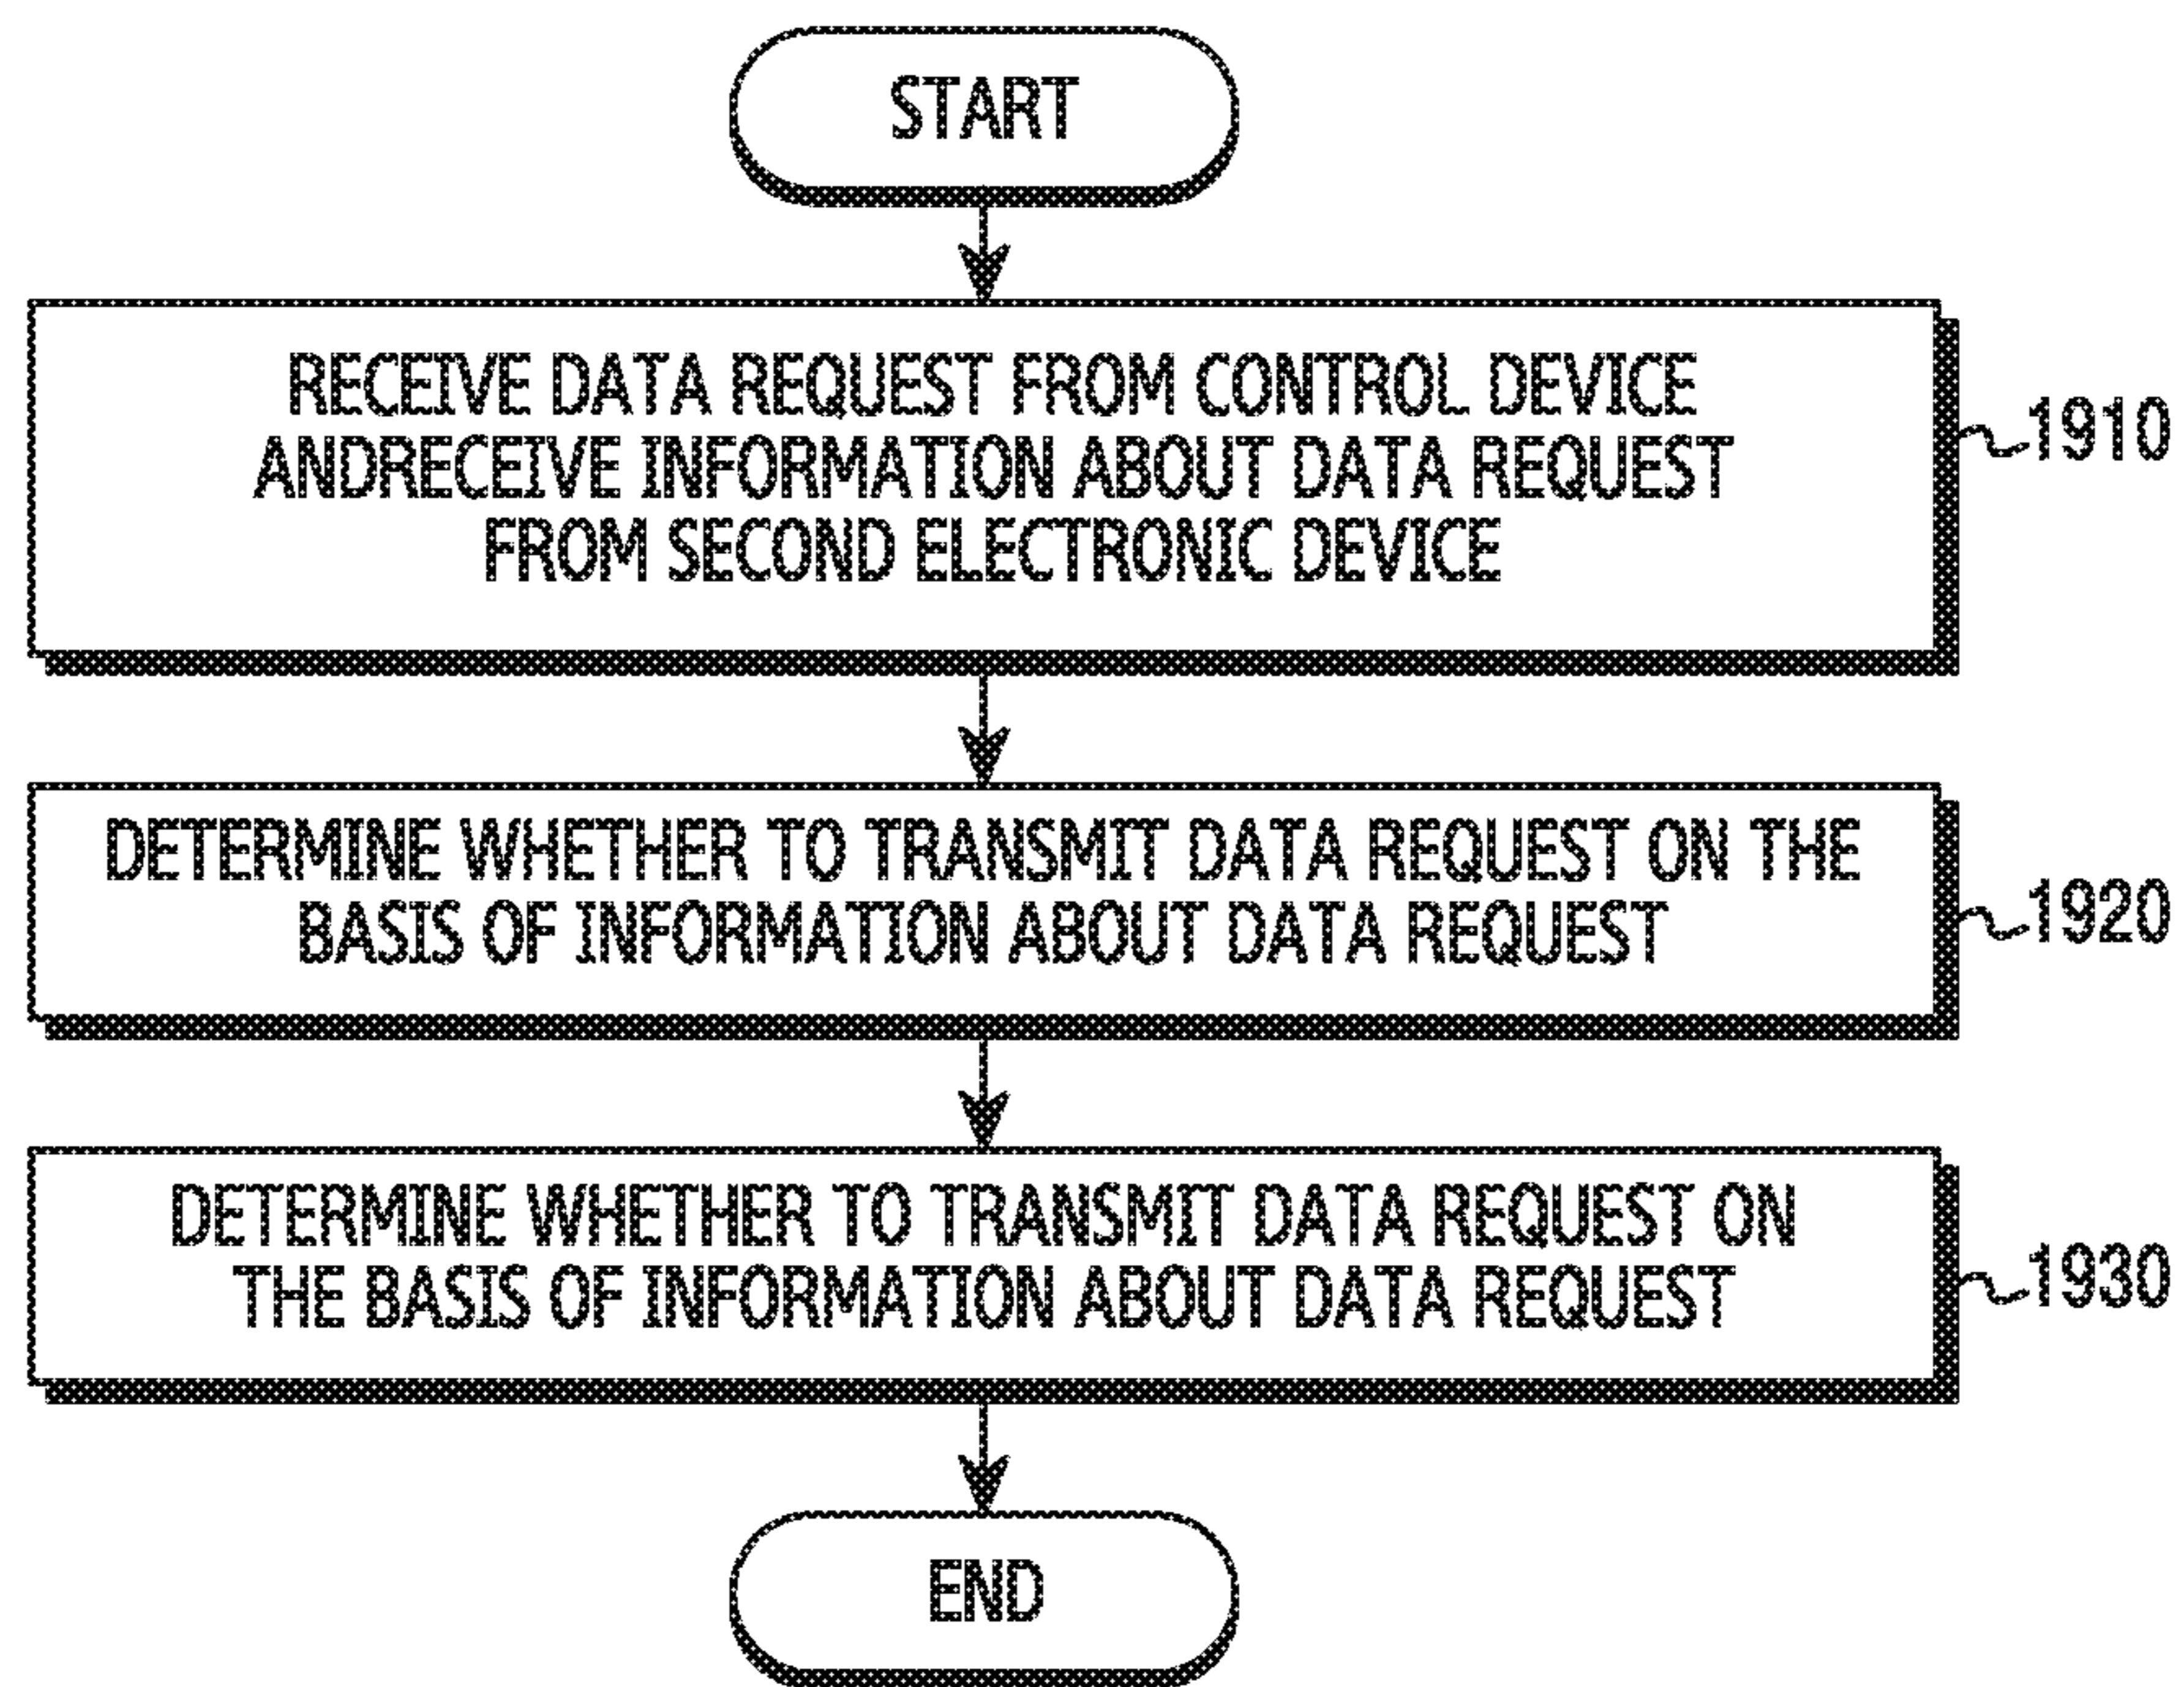 START
RECEIVE DATA REQUEST FROM CONTROL DEVICE
ANDRECEIVE INFORMATION ABOUT DATA REQUEST
FROM SECOND ELECTRONIC DEVICE
1910
DETERMINE WHETHER TO TRANSMIT DATA REQUEST ON THE
BASIS OF INFORMATION ABOUT DATA REQUEST
1920
DETERMINE WHETHER TO TRANSMIT DATA REQUEST ON
THE BASIS OF INFORMATION ABOUT DATA REQUEST
1930
END